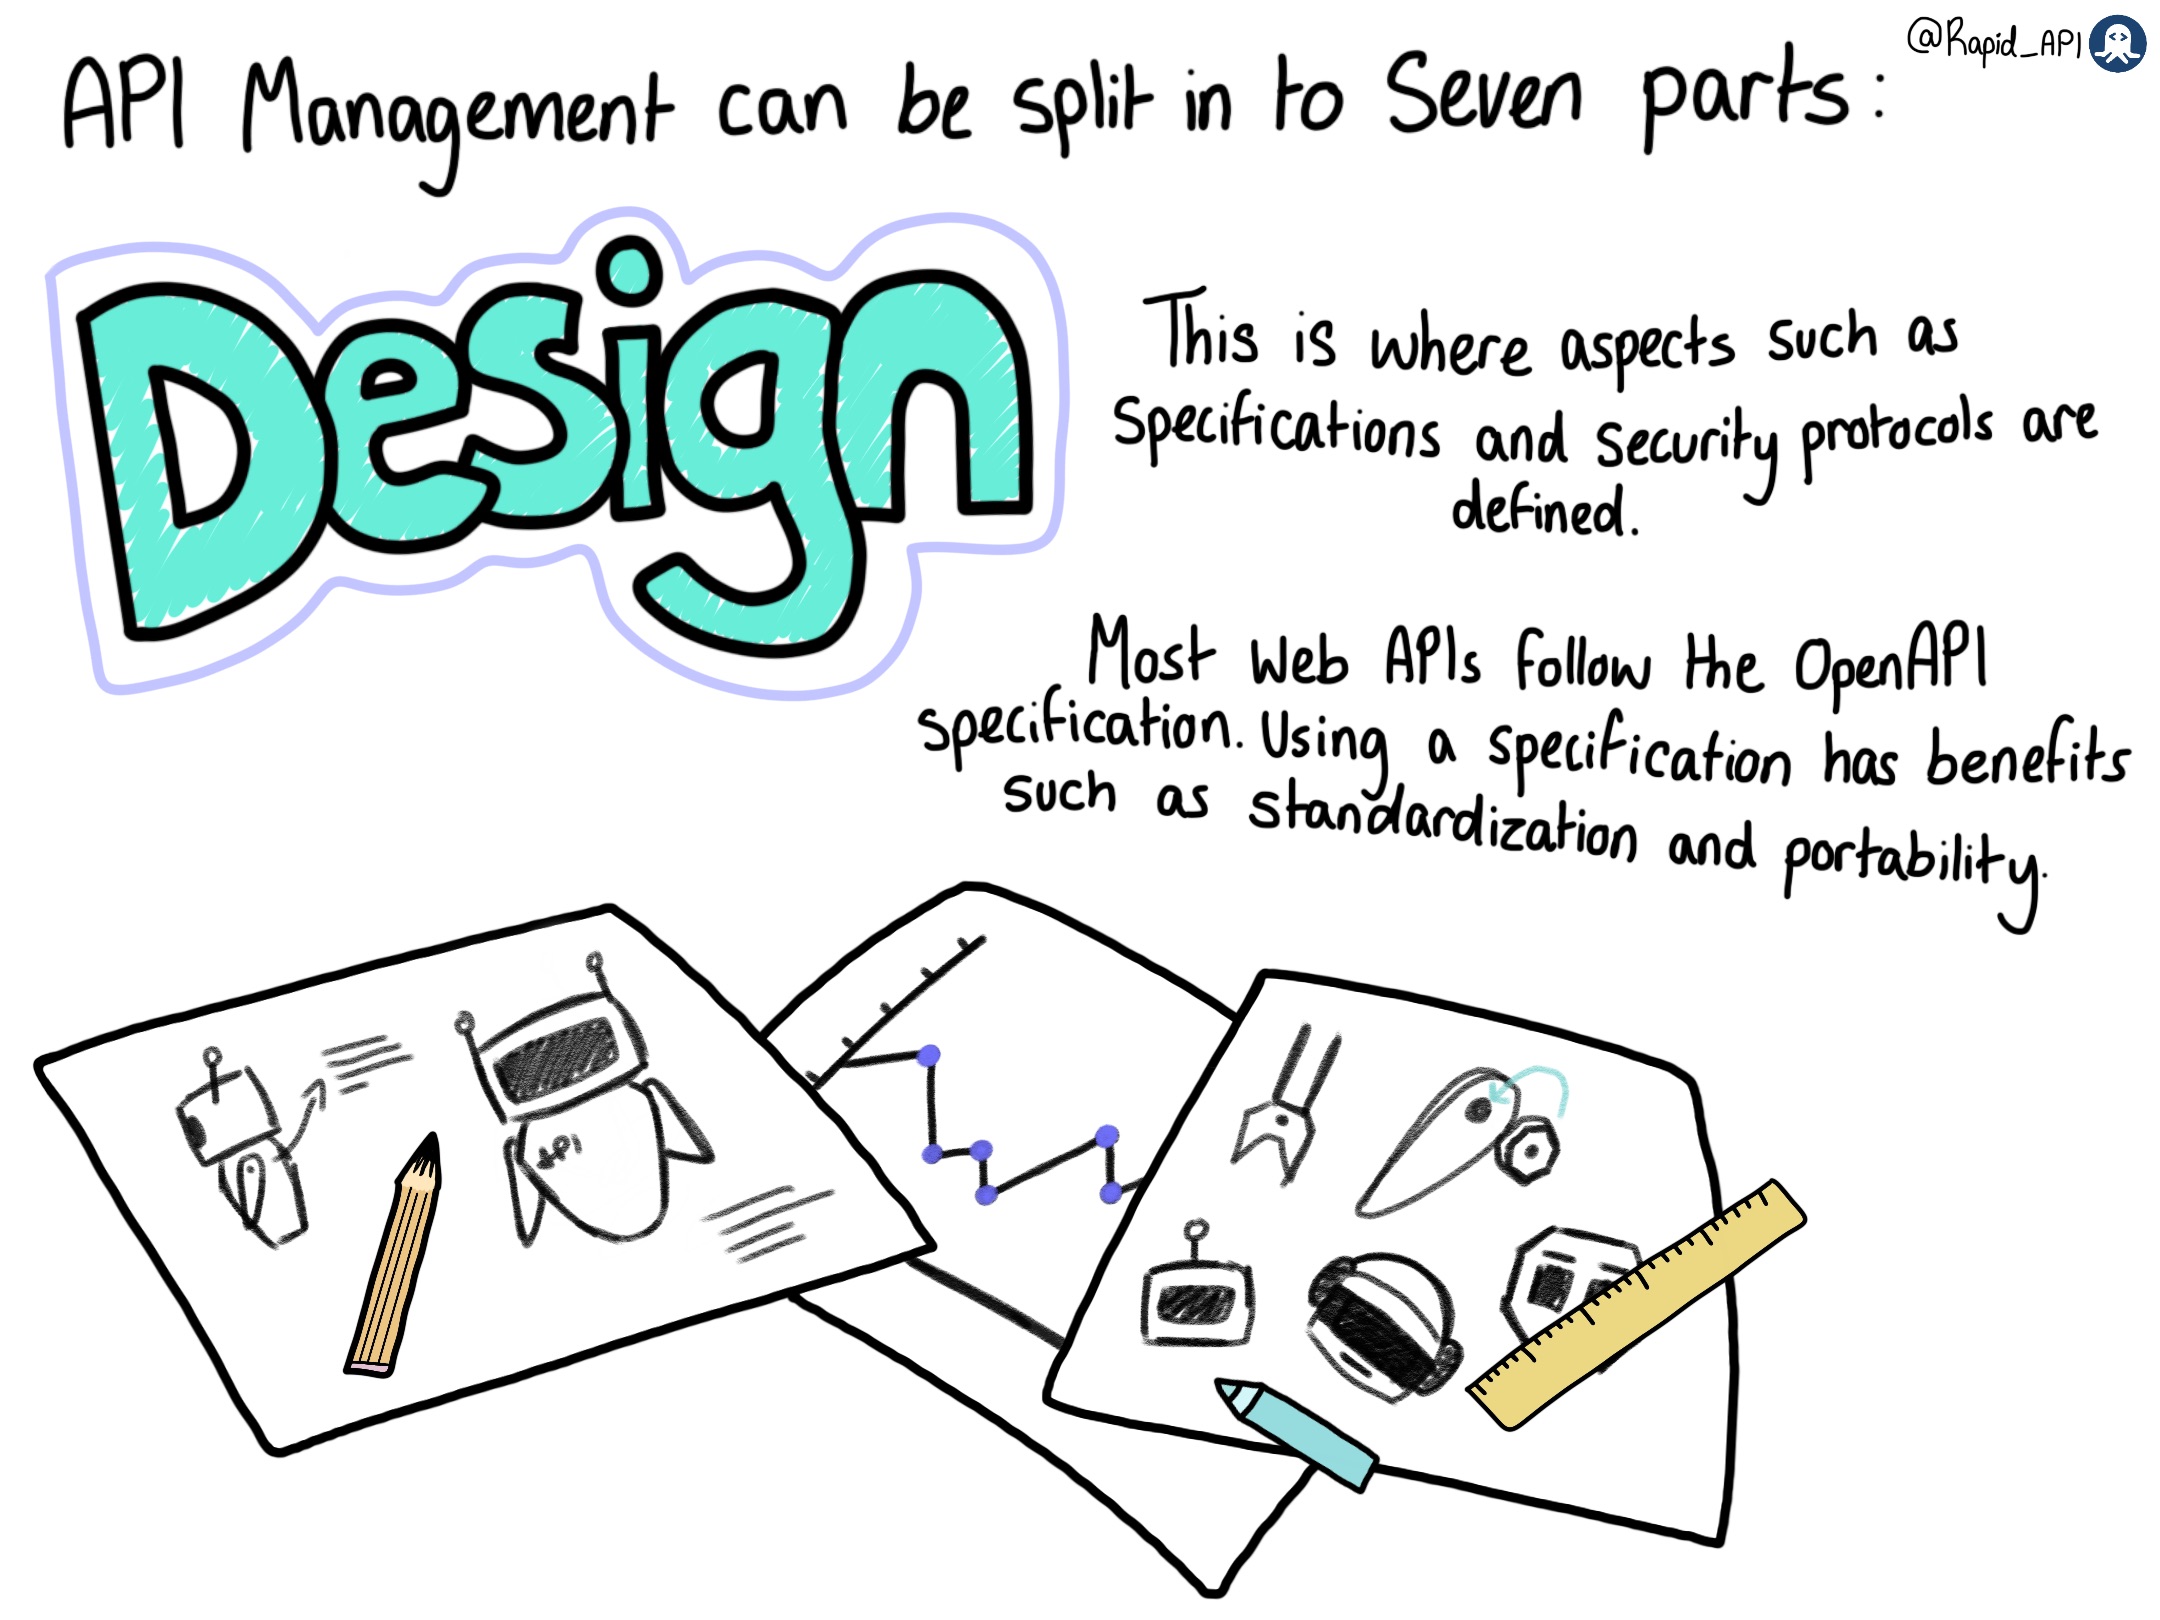 @Rapid_API
API Management can be split in to Seven parts:
Design
This is where aspects such as
Specifications and security protocols are
defined.
Most Web APIs follow the OpenAPI
specification. Using a specification has benefits
such as standardization and portability.
API